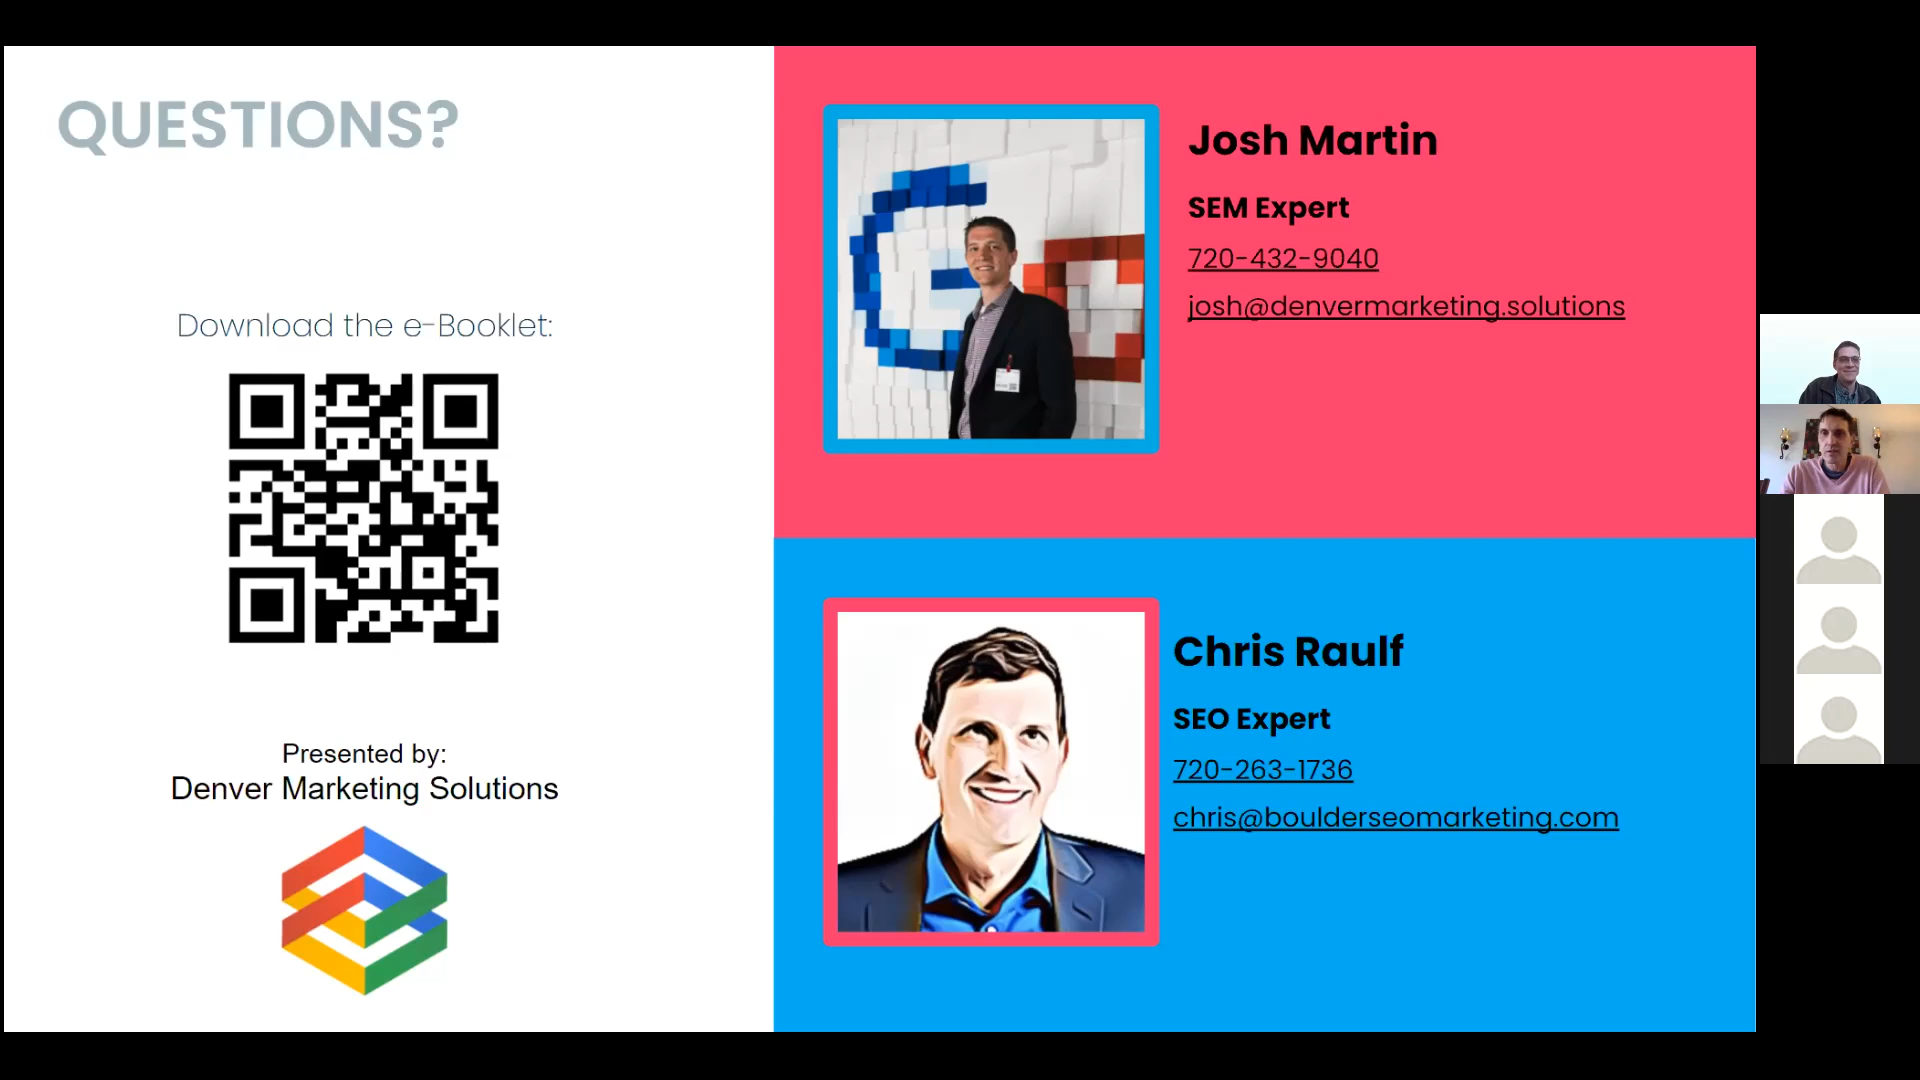 QUESTIONS?
Download the e-Booklet:
Presented by:
Denver Marketing Solutions
Josh Martin
SEM Expert
720-432-9040
josh@denvermarketing.solutions
Chris Raulf
SEO Expert
720-263-1736
chris@boulderseomarketing.com